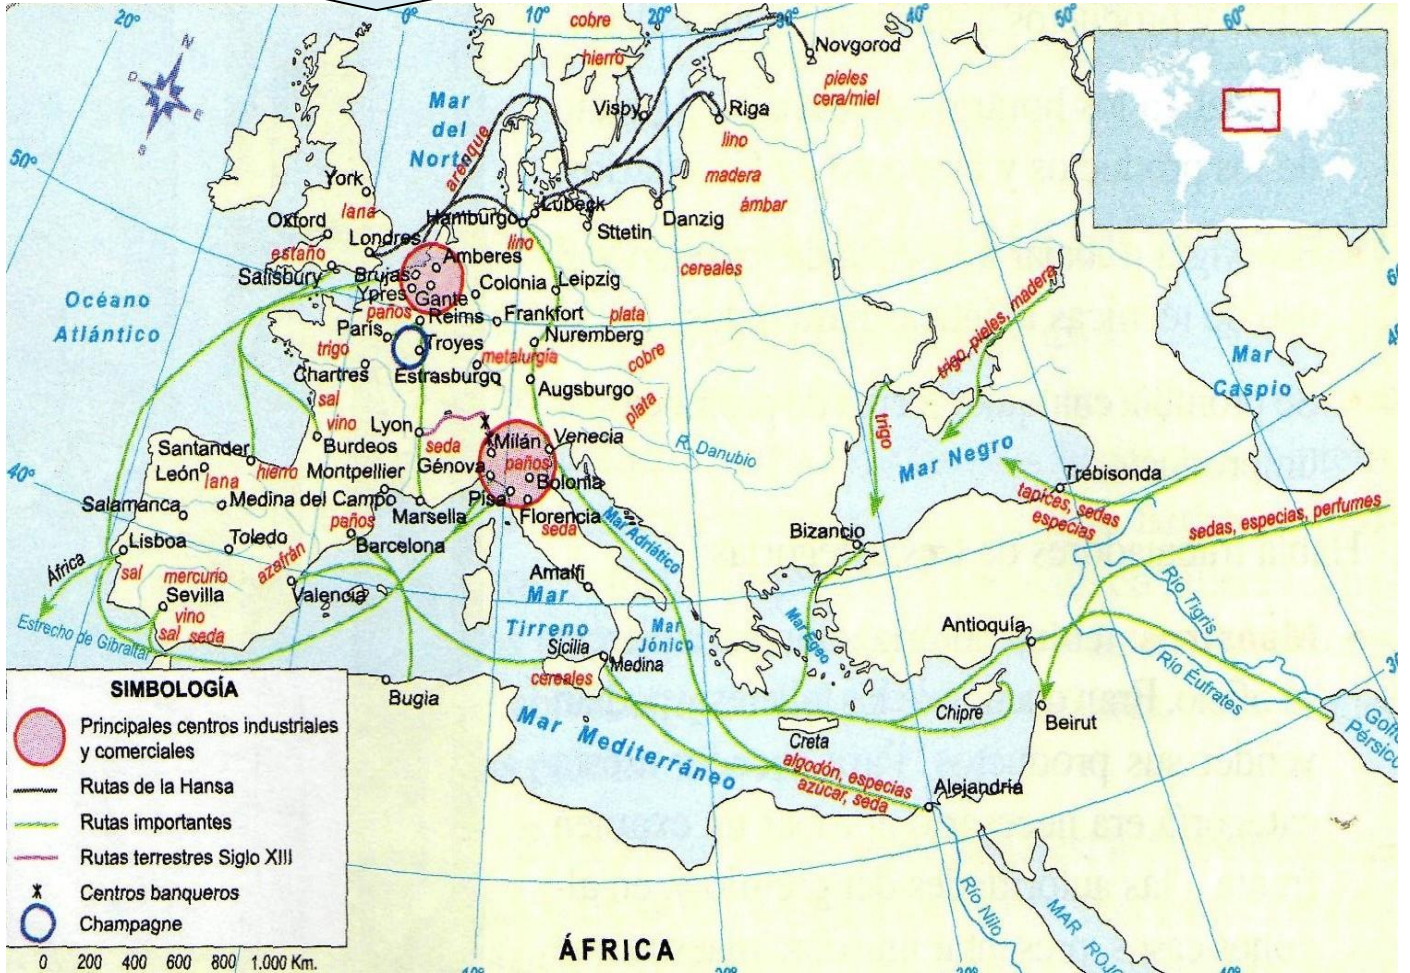 20°
10°
0°
10°
20°
30°
40°
50°
60°
N
D
E
S
cobre
hierro
Novgorod
pieles
cera/miel
Mar
del
Norte
arenque
Visby
Riga
lino
madera
ámbar
50°
York
lana
Oxford
Londres
estaño
Salisbury
Hamburgo
Lübeck
lino
Sttetin
Danzig
cereales
Amberes
Brujas
Ypres
Gante
Colonia
Leipzig
paños
Reims
Frankfort
plata
Océano
Atlántico
París
Troyes
Nuremberg
trigo
metalurgía
cobre
Chartres
Estrasburgo
Augsburgo
plata
sal
vino
Burdeos
Lyon
seda
Milán
Venecia
R. Danubio
trigo, pieles, madera
trigo
Mar Negro
Mar
Caspio
Santander
León
lana
hierro
Montpellier
Génova
paños
Bolonia
40°
Salamanca
Medina del Campo
Marsella
Pisa
Florencia
seda
Mar Adriático
Trebisonda
tapices, sedas
especias
sedas, especias, perfumes
paños
Bizancio
Lisboa
Toledo
Barcelona
África
sal
mercurio
azafrán
Amalfi
Mar
Tirreno
Sevilla
Valencia
vino
sal
seda
Estrecho de Gibraltar
Mar
Jónico
Mar Egeo
Sicilia
Medina
cereales
Antioquía
Río Tigris
Río Éufrates
Bugia
Mar Mediterráneo
Creta
Chipre
Beirut
Golfo
Pérsico
algodón, especias
azúcar, seda
Alejandría
Río Nilo
MAR ROJO
ÁFRICA
SIMBOLOGÍA
Principales centros industriales
y comerciales
Rutas de la Hansa
Rutas importantes
Rutas terrestres Siglo XIII
Centros banqueros
Champagne
0 200 400 600 800 1.000 Km.
10°